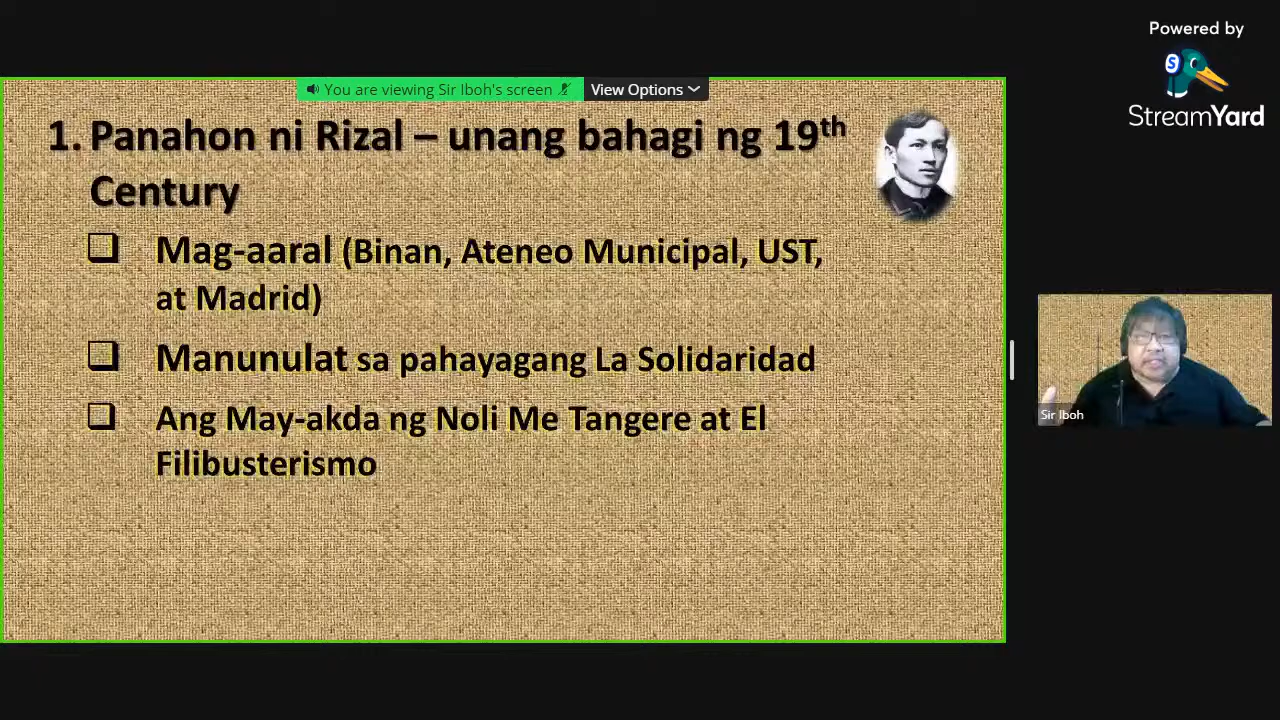 Powered by
S
StreamYard
You are viewing Sir Iboh's screen
View Options
1. Panahon ni Rizal – unang bahagi ng 19th
Century
Mag-aaral (Binan, Ateneo Municipal, UST,
at Madrid)
Manunulat sa pahayagang La Solidaridad
Ang May-akda ng Noli Me Tangere at El
Filibusterismo
Sir Iboh